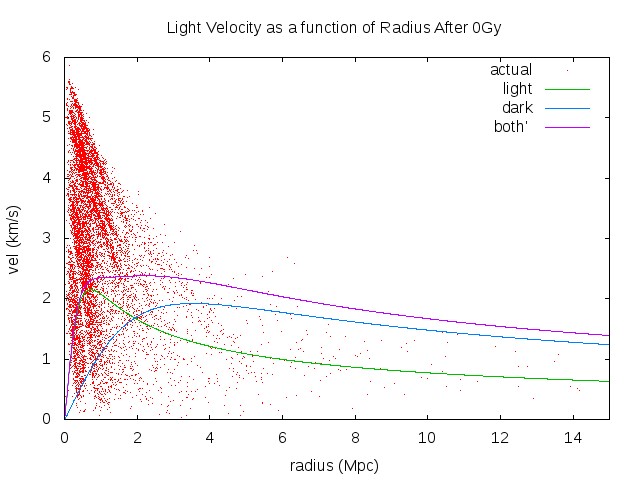 Light Velocity as a function of Radius After 0Gy
actual
light
dark
both'
6
5
4
3
2
1
0
vel (km/s)
0 2 4 6 8 10 12 14
radius (Mpc)